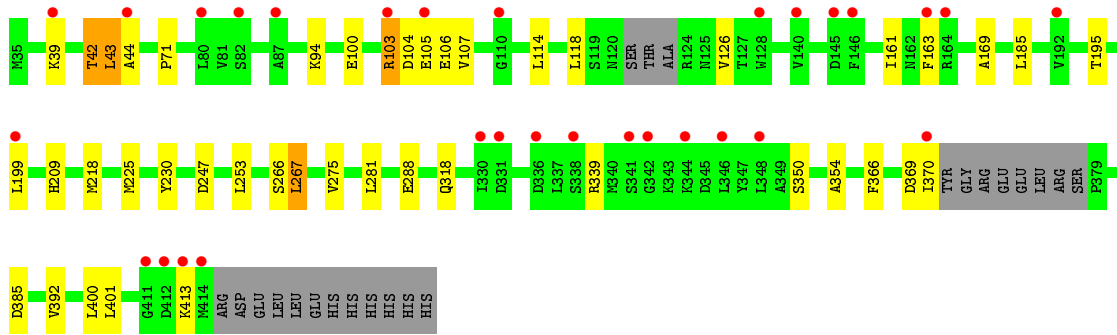 M35 K39 T42 L43 A44 P71 L80 V81 S82 A87 K94 E100 R103 D104 E105 E106 V107 G110 L114 L118 S119 N120 SER THR ALA R124 N125 V126 T127 W128 V140 D145 F146 I161 N162 F163 R164 A169 L185 V192 T195
L199 H209 M218 M225 Y230 D247 L253 S266 L267 V275 L281 E288 Q318 I330 D331 D336 L337 S338 R339 M340 S341 G342 K343 K344 D345 L346 Y347 L348 A349 S350 A354 F366 D369 I370 TYR GLY ARG GLU GLU LEU ARG SER P379
D385 V392 L400 L401 G411 D412 K413 M414 ARG ASP GLU LEU LEU GLU HIS HIS HIS HIS HIS HIS